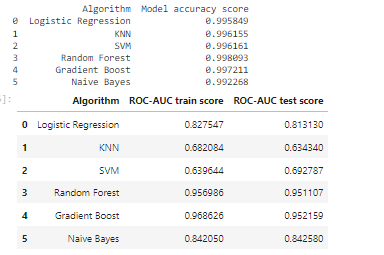 Algorithm Model accuracy score
0 Logistic Regression 0.995849
1 KNN 0.996155
2 SVM 0.996161
3 Random Forest 0.998093
4 Gradient Boost 0.997211
5 Naive Bayes 0.992268
]:
Algorithm ROC-AUC train score ROC-AUC test score
0 Logistic Regression 0.827547 0.813130
1 KNN 0.682084 0.634340
2 SVM 0.639644 0.692787
3 Random Forest 0.956986 0.951107
4 Gradient Boost 0.968626 0.952159
5 Naive Bayes 0.842050 0.842580